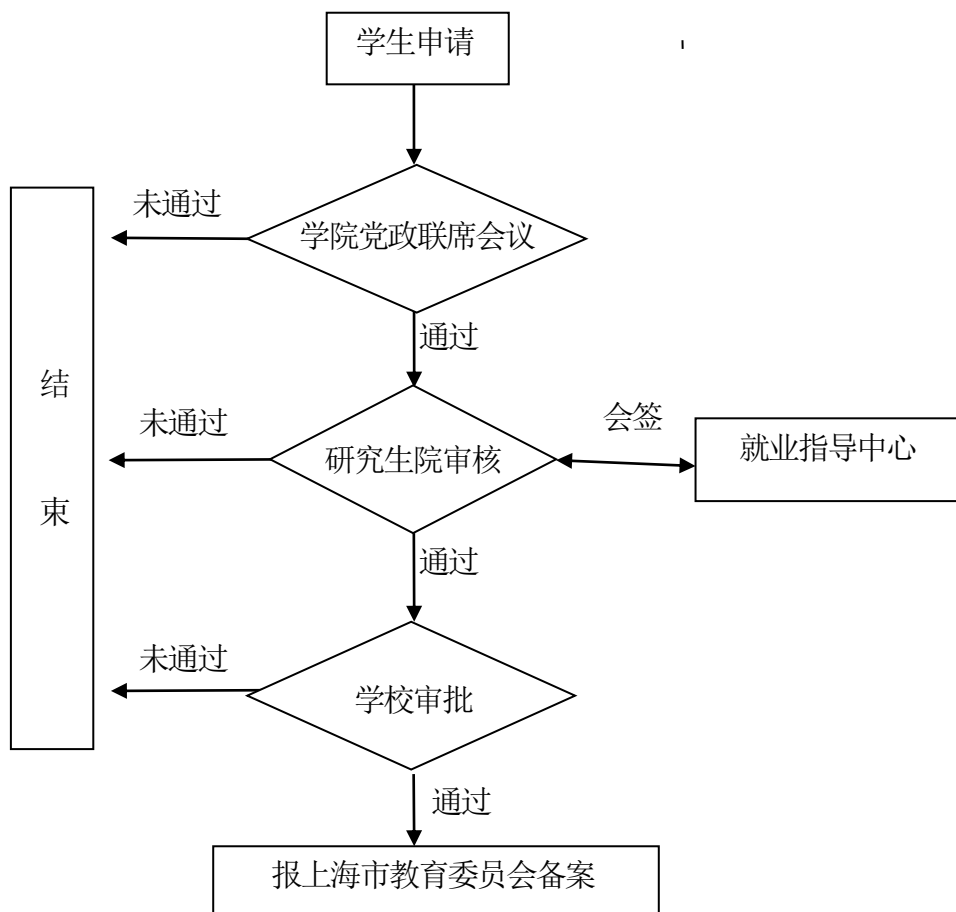 学生申请
未通过
学院党政联席会议
通过
结
束
未通过
研究生院审核
会签
就业指导中心
通过
未通过
学校审批
通过
报上海市教育委员会备案